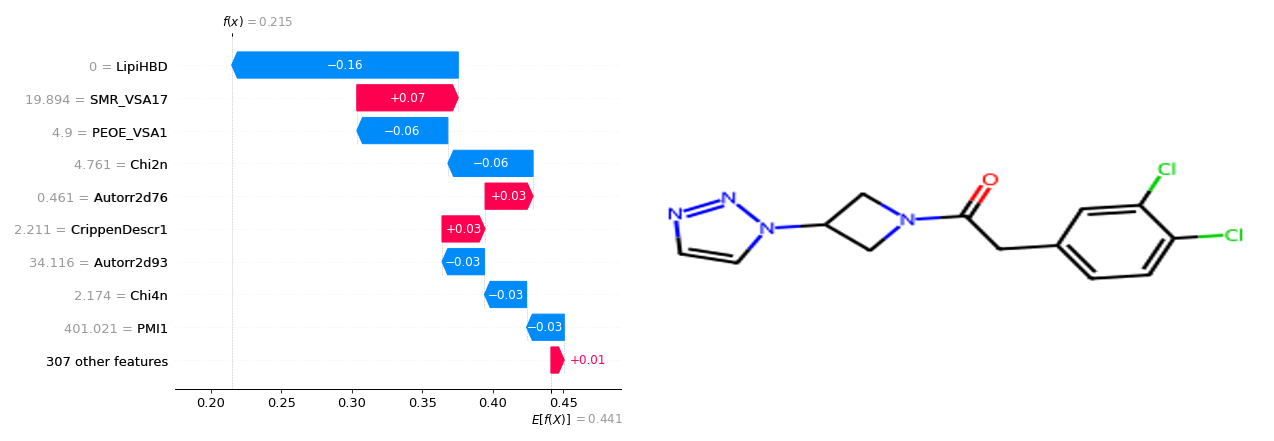 f(x) = 0.215
0 = LipiHBD
−0.16
19.894 = SMR_VSA17
+0.07
4.9 = PEOE_VSA1
−0.06
4.761 = Chi2n
−0.06
0.461 = Autorr2d76
+0.03
2.211 = CrippenDescr1
+0.03
34.116 = Autorr2d93
−0.03
2.174 = Chi4n
−0.03
401.021 = PMI1
−0.03
307 other features
+0.01
0.20 0.25 0.30 0.35 0.40 0.45
E[f(X)] = 0.441
N
N
N
N
O
Cl
Cl